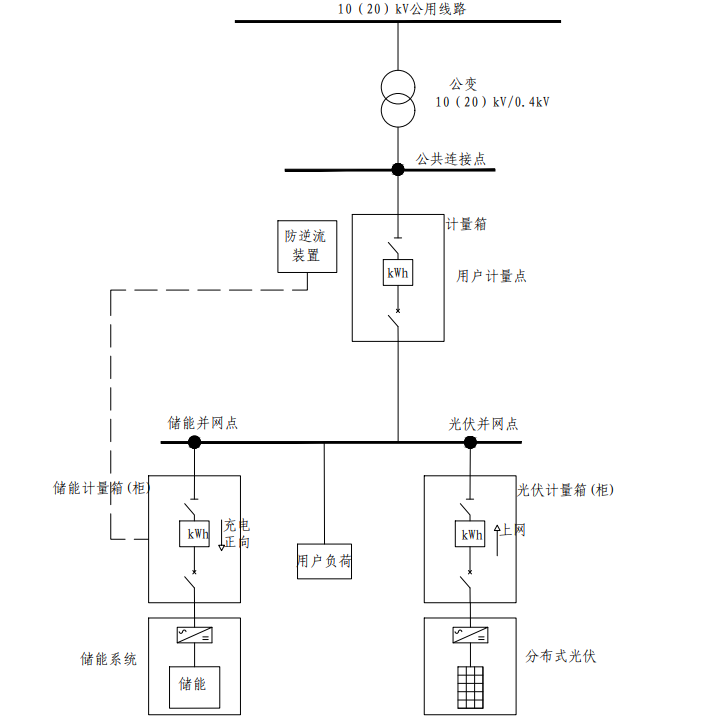 10（20）kV公用线路
公变
10（20）kV/0.4kV
公共连接点
计量箱
防逆流
装置
kWh
用户计量点
储能并网点
光伏并网点
储能计量箱(柜)
光伏计量箱(柜)
kWh
充电
正向
kWh
上网
用户负荷
储能系统
储能
分布式光伏